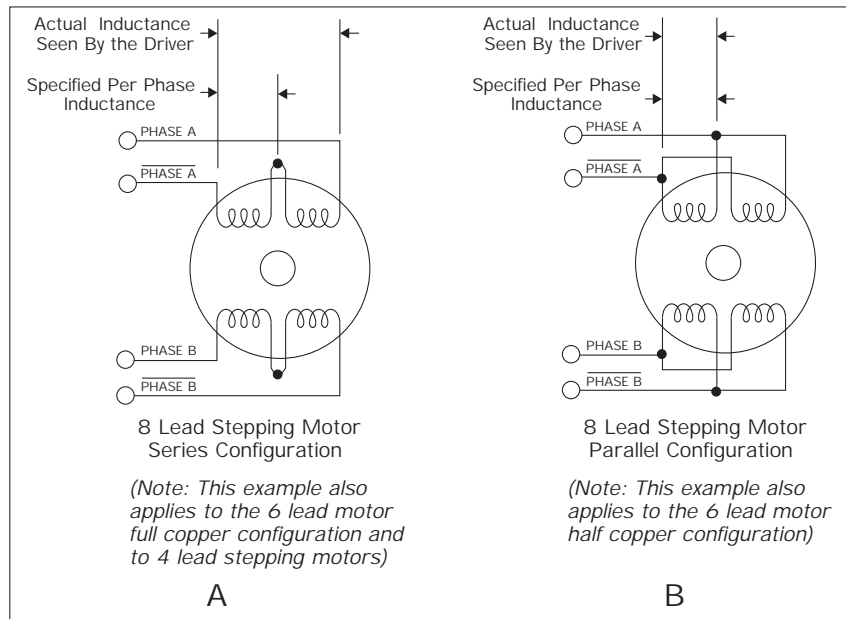 Actual Inductance
Seen By the Driver
Specified Per Phase
Inductance
PHASE A
PHASE A
PHASE B
PHASE B
8 Lead Stepping Motor
Series Configuration
(Note: This example also
applies to the 6 lead motor
full copper configuration and
to 4 lead stepping motors)
A
Actual Inductance
Seen By the Driver
Specified Per Phase
Inductance
PHASE A
PHASE A
PHASE B
PHASE B
8 Lead Stepping Motor
Parallel Configuration
(Note: This example also
applies to the 6 lead motor
half copper configuration)
B